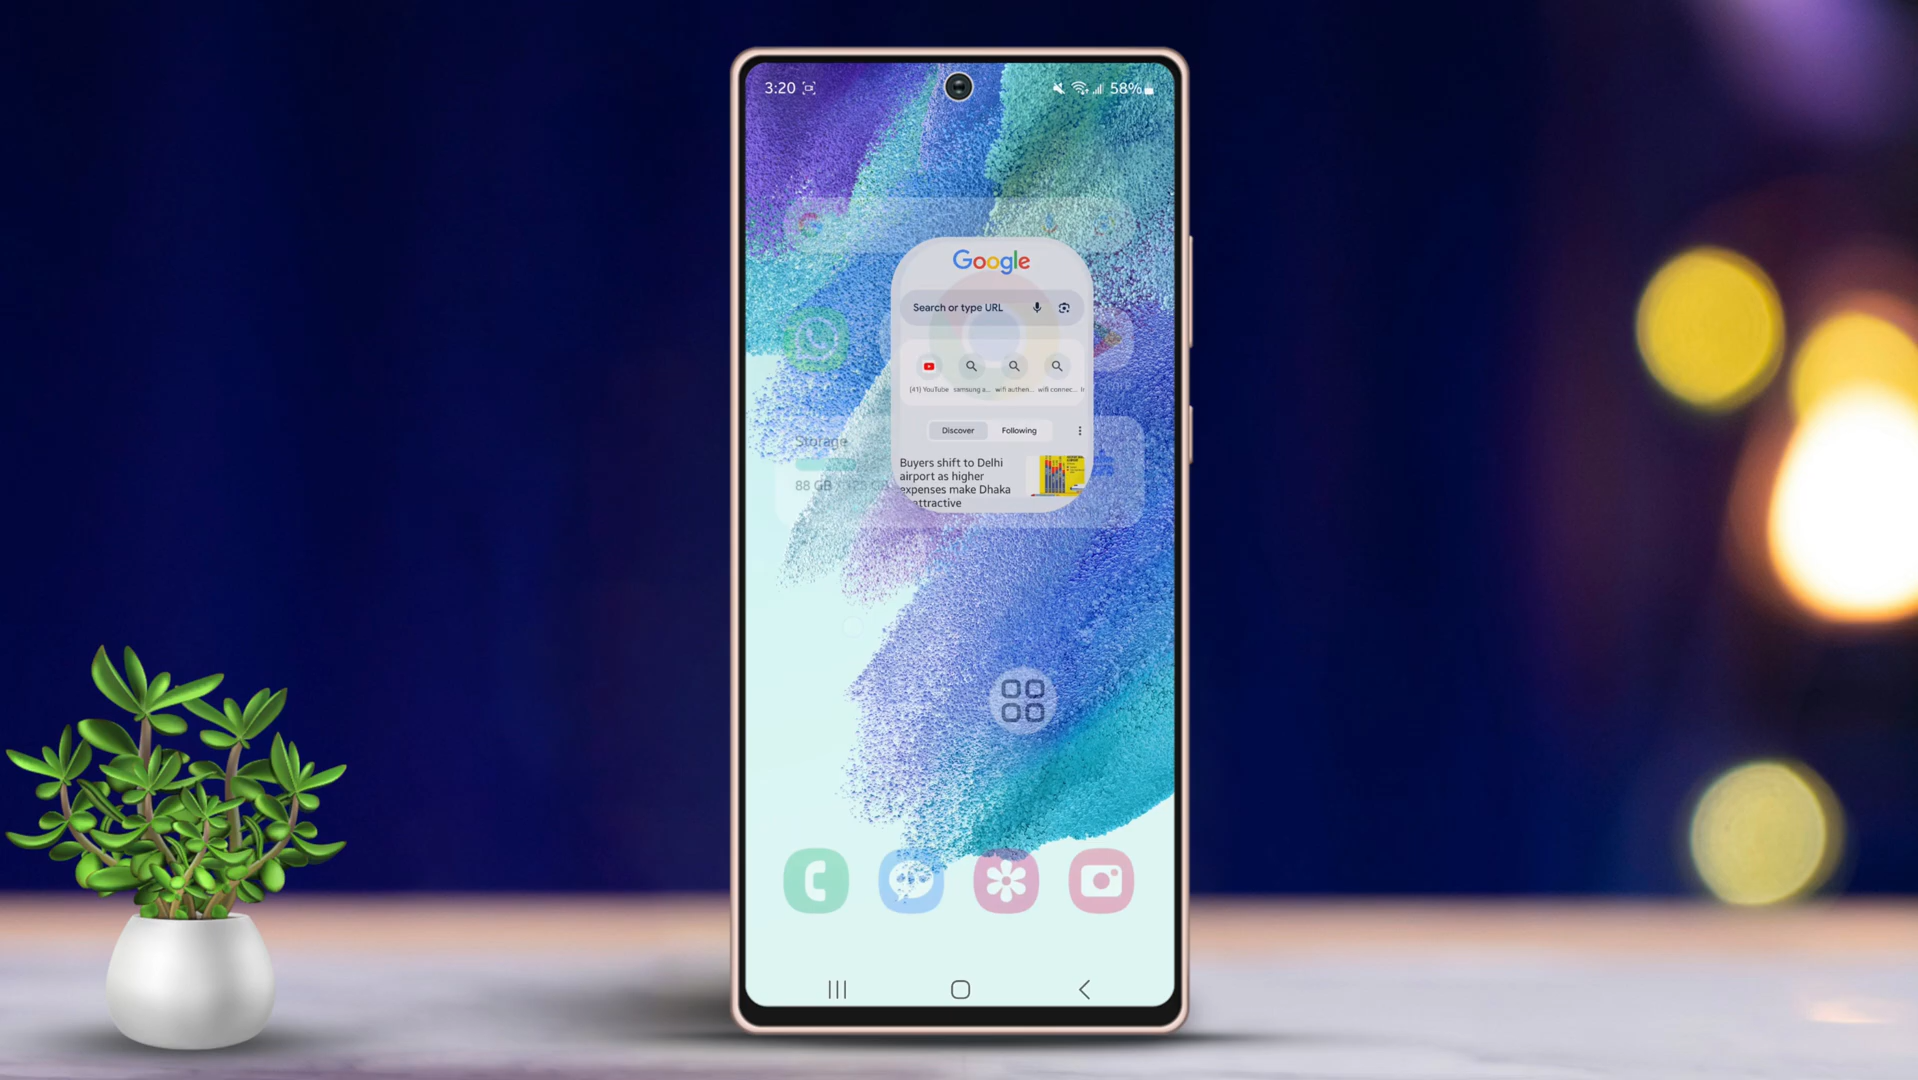 3:20
58%
Google
Search or type URL
(41) YouTube
samsung a...
wifi authen...
wifi connec...
Discover
Following
Storage
88 GB
Buyers shift to Delhi
airport as higher
expenses make Dhaka
attractive